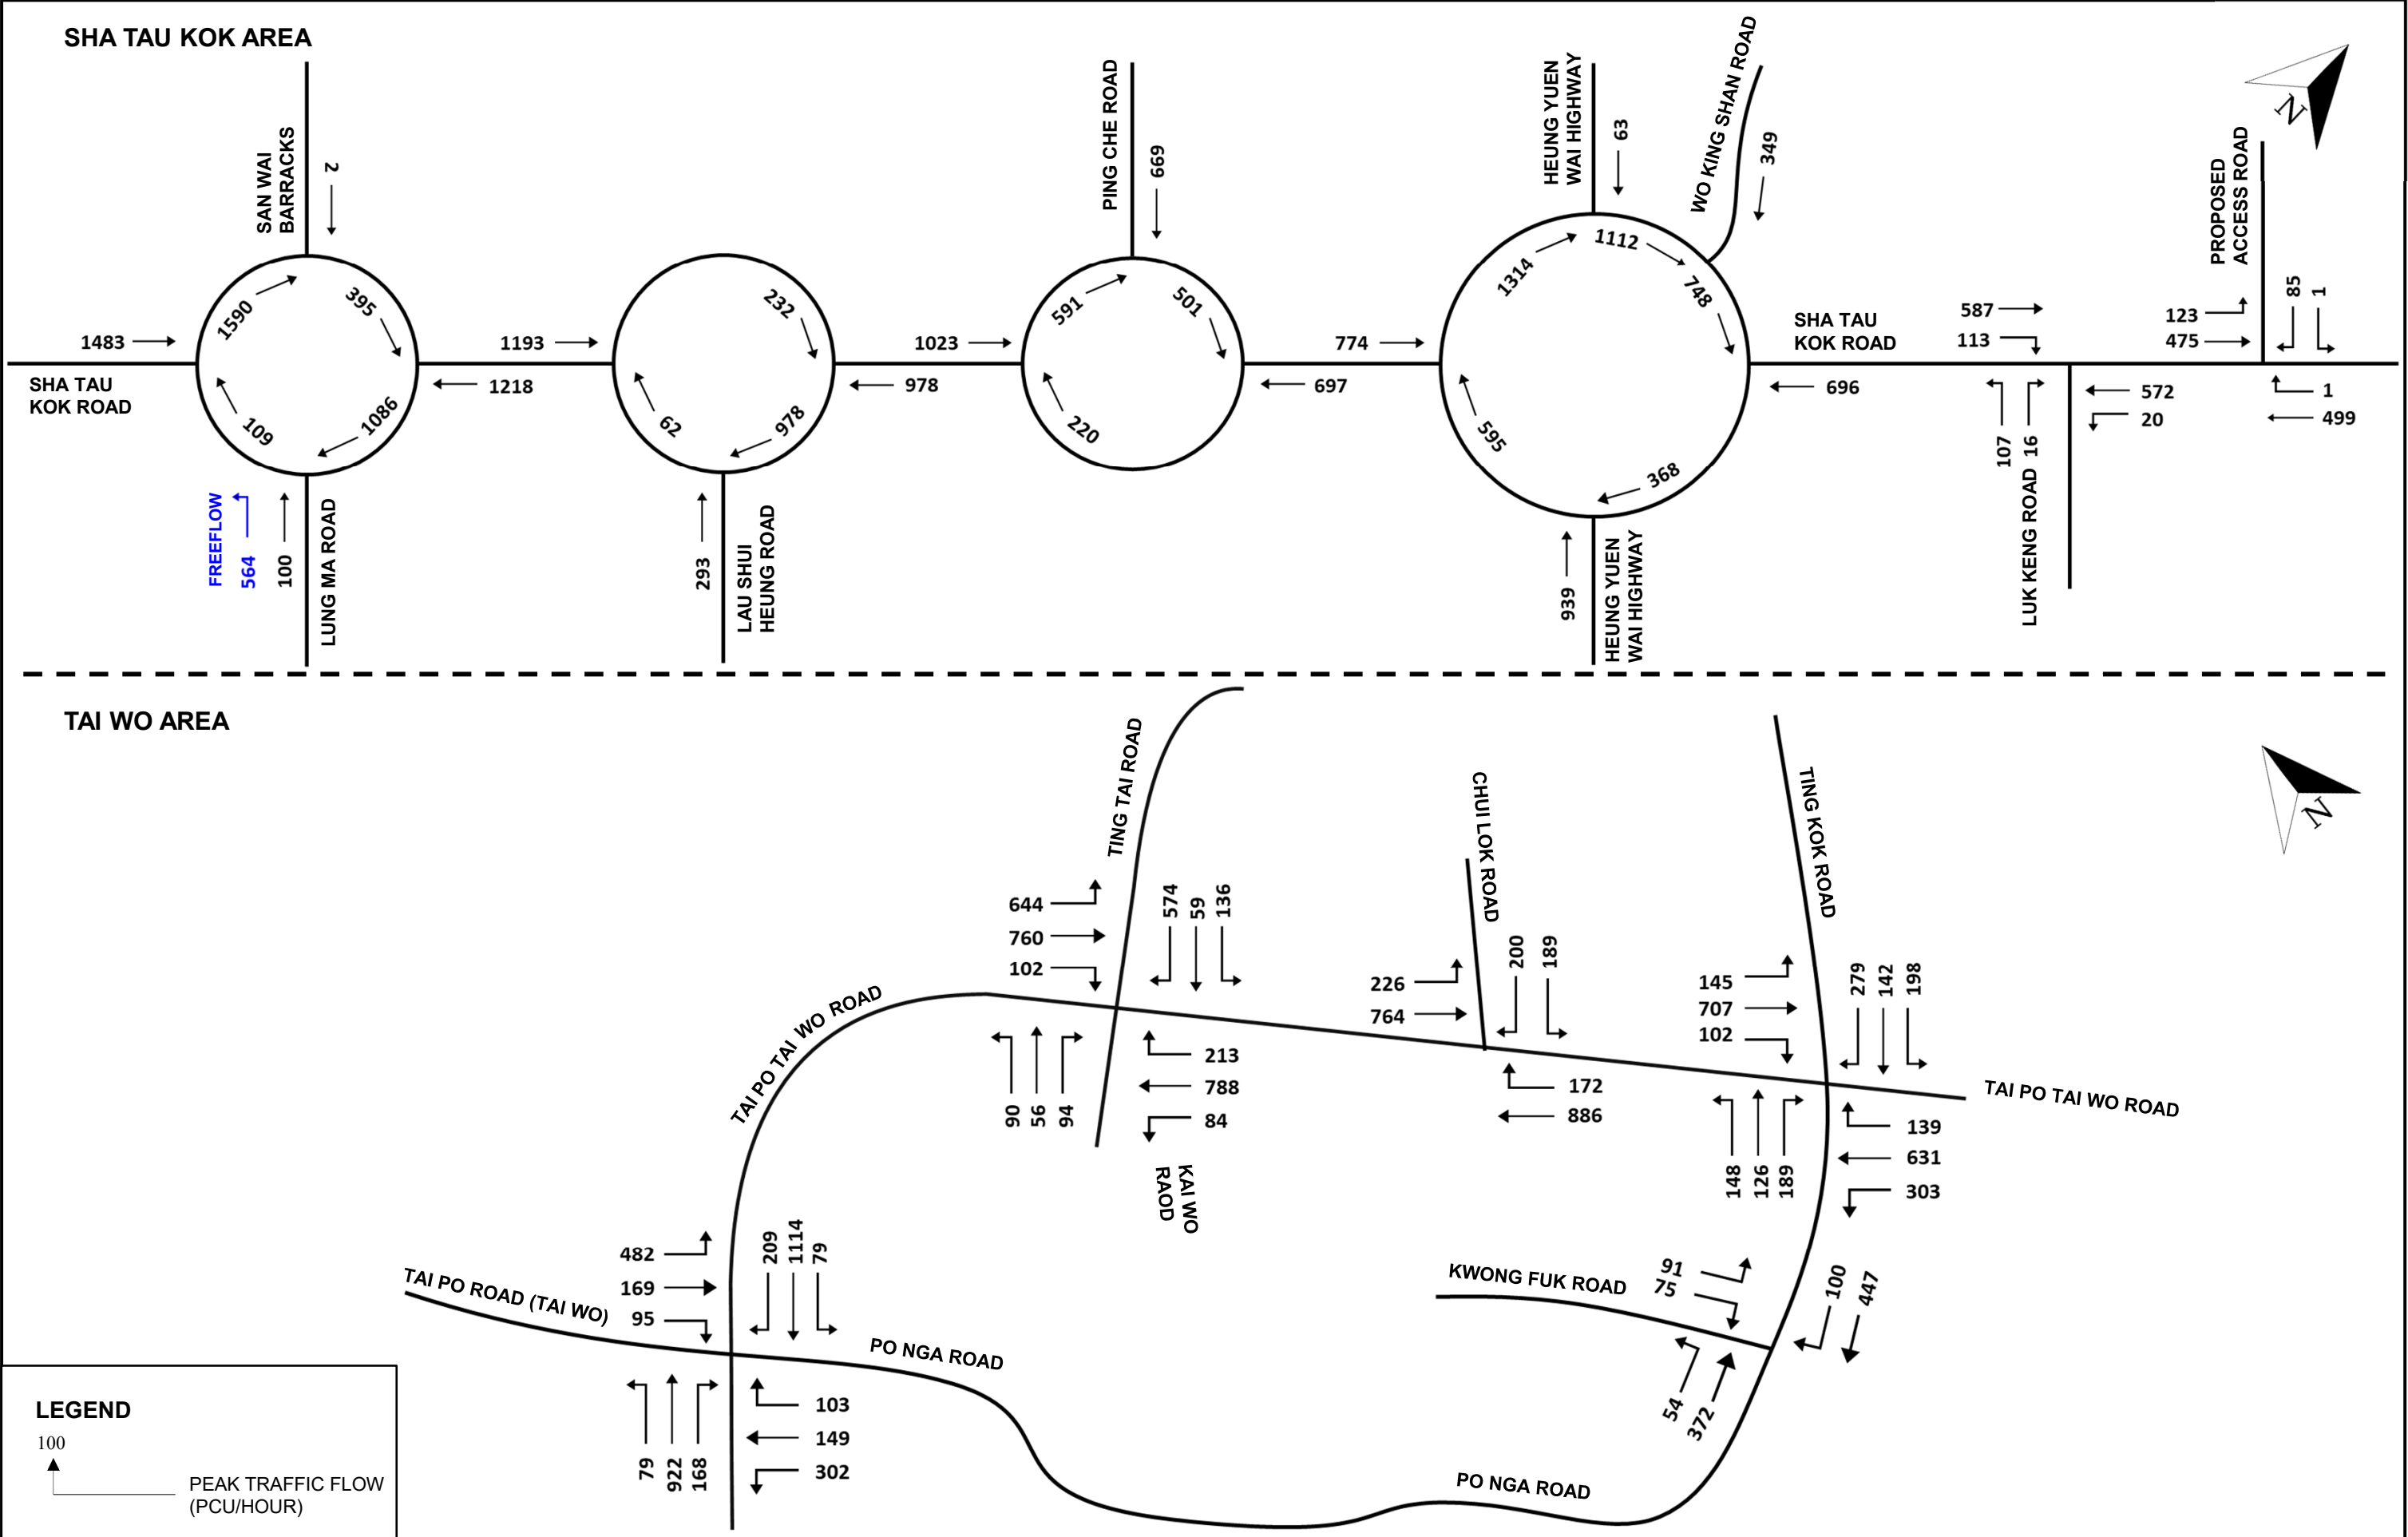 SHA TAU KOK AREA
SAN WAI
BARRACKS
2
PING CHE ROAD
669
HEUNG YUEN
WAI HIGHWAY
63
WO KING SHAN ROAD
349
N
PROPOSED
ACCESS ROAD
85
1
1483
1590
395
1193
232
1023
591
501
774
1314
1112
748
SHA TAU
KOK ROAD
587
113
123
475
SHA TAU
KOK ROAD
109
1086
1218
62
978
978
220
697
595
368
696
107
16
572
20
1
499
FREEFLOW
564
100
LUNG MA ROAD
293
LAU SHUI
HEUNG ROAD
939
HEUNG YUEN
WAI HIGHWAY
LUK KENG ROAD
TAI WO AREA
N
TING TAI ROAD
CHUI LOK ROAD
TING KOK ROAD
644
760
102
574
59
136
90
56
94
213
788
84
KAI WO
RAOD
226
764
200
189
172
886
145
707
102
279
142
198
148
126
189
139
631
303
TAI PO TAI WO ROAD
TAI PO TAI WO ROAD
482
169
95
209
1114
79
TAI PO ROAD (TAI WO)
PO NGA ROAD
79
922
168
103
149
302
KWONG FUK ROAD
91
75
100
447
54
372
PO NGA ROAD
LEGEND
100
PEAK TRAFFIC FLOW
(PCU/HOUR)